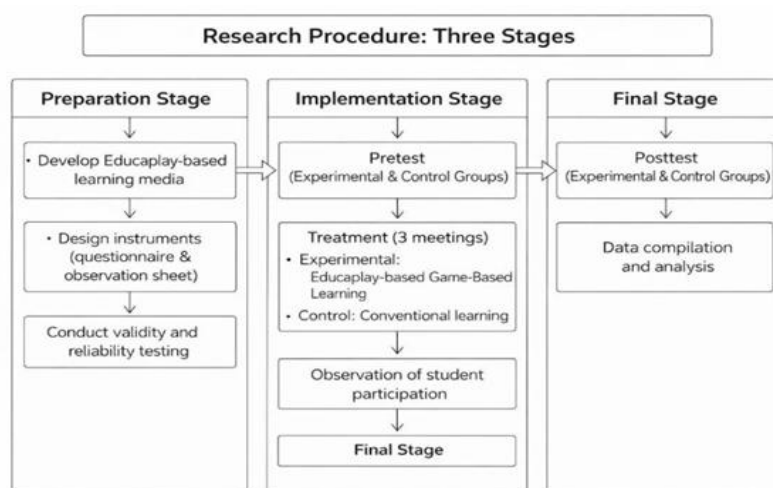 Research Procedure: Three Stages
Preparation Stage
• Develop Educaplay-based
learning media
• Design instruments
(questionnaire &
observation sheet)
Conduct validity and
reliability testing
Implementation Stage
Pretest
(Experimental & Control Groups)
Treatment (3 meetings)
• Experimental:
Educaplay-based Game-Based
Learning
• Control: Conventional learning
Observation of student
participation
Final Stage
Final Stage
Posttest
(Experimental & Control Groups)
Data compilation
and analysis